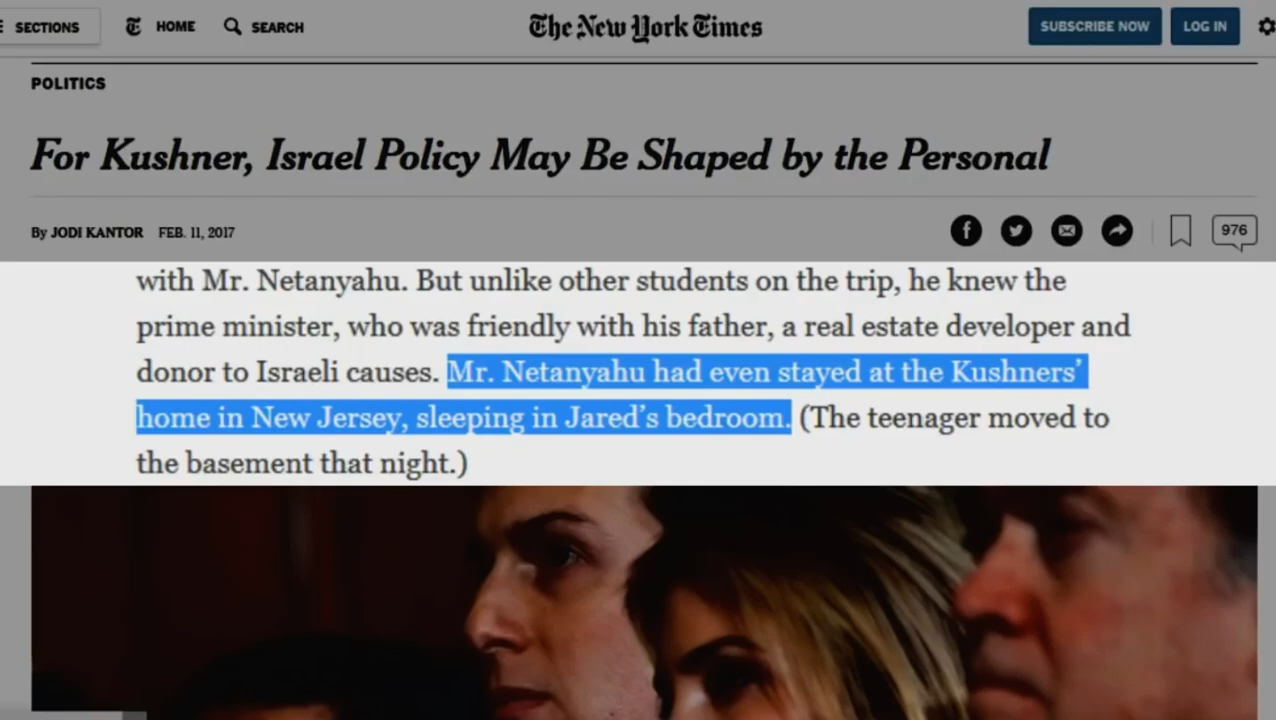 SECTIONS HOME SEARCH The New York Times SUBSCRIBE NOW LOG IN
POLITICS
For Kushner, Israel Policy May Be Shaped by the Personal
By JODI KANTOR FEB. 11, 2017 976
with Mr. Netanyahu. But unlike other students on the trip, he knew the
prime minister, who was friendly with his father, a real estate developer and
donor to Israeli causes. Mr. Netanyahu had even stayed at the Kushners’
home in New Jersey, sleeping in Jared’s bedroom. (The teenager moved to
the basement that night.)